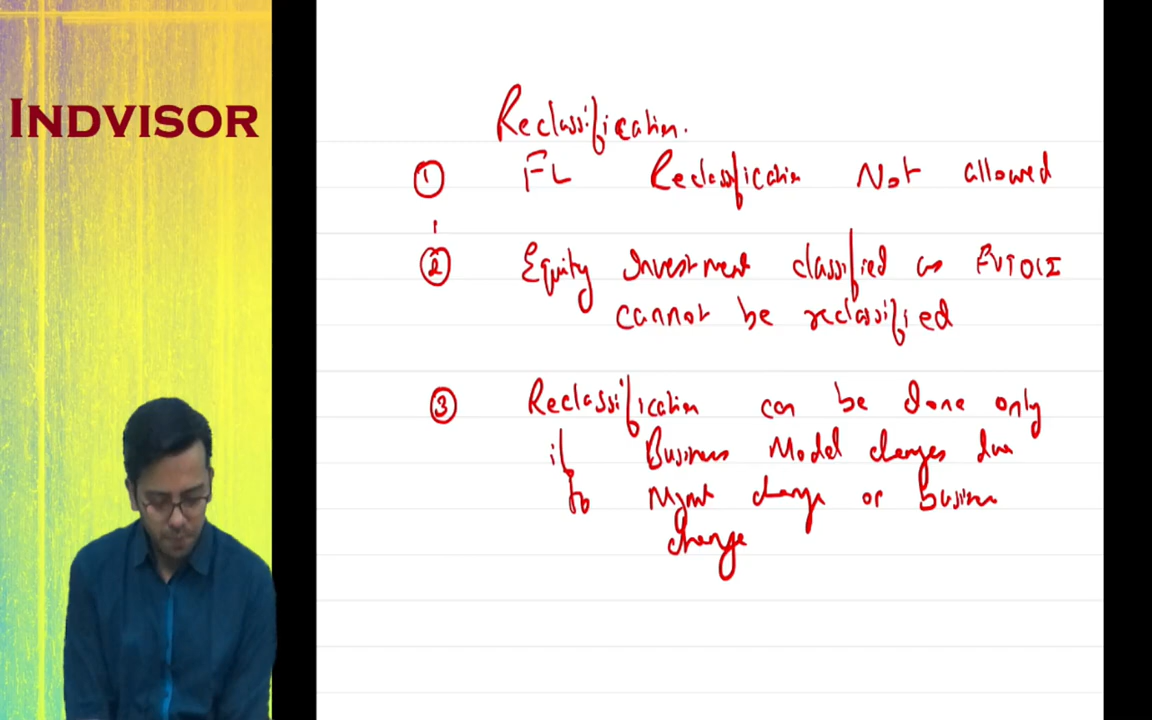 INDVISOR
Reclassification.
① FL Reclassification Not allowed
② Equity Investment classified as FVTOCI
cannot be reclassified
③ Reclassification can be done only
if Business Model changes due
to Mgmt change or business
change